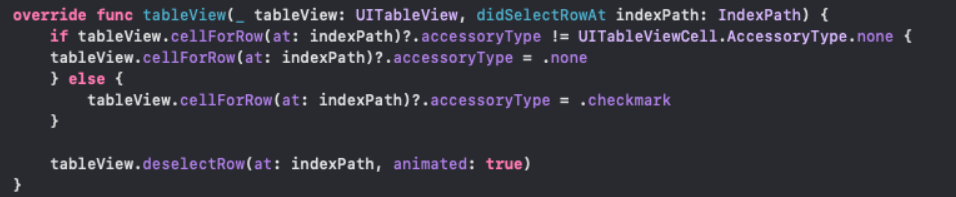 override func tableView(_ tableView: UITableView, didSelectRowAt indexPath: IndexPath) {
    if tableView.cellForRow(at: indexPath)?.accessoryType != UITableViewCell.AccessoryType.none {
    tableView.cellForRow(at: indexPath)?.accessoryType = .none
    } else {
        tableView.cellForRow(at: indexPath)?.accessoryType = .checkmark
    }

    tableView.deselectRow(at: indexPath, animated: true)
}